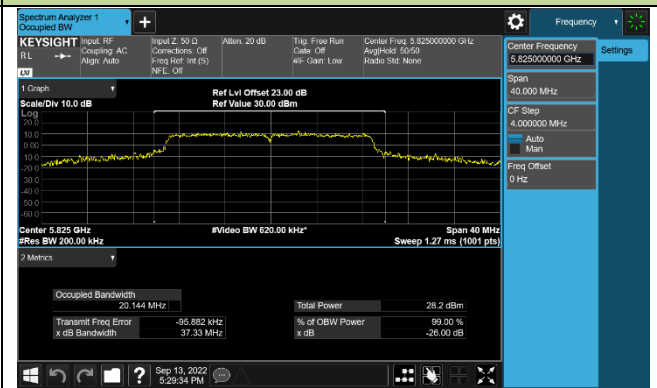 Spectrum Analyzer 1
Occupied BW
+
Frequency
KEYSIGHT
RL
LXI
Input: RF
Coupling: AC
Align: Auto
Input Z: 50 Ω
Corrections: Off
Freq Ref: Int (S)
NFE: Off
Atten: 20 dB
Trig: Free Run
Gate: Off
#IF Gain: Low
Center Freq: 5.825000000 GHz
Avg|Hold: 50/50
Radio Std: None
Center Frequency
5.825000000 GHz
Settings
Span
40.000 MHz
CF Step
4.000000 MHz
Auto
Man
Freq Offset
0 Hz
1 Graph
Scale/Div 10.0 dB
Ref Lvl Offset 23.00 dB
Ref Value 30.00 dBm
Log
20.0
10.0
0.00
-10.0
-20.0
-30.0
-40.0
-50.0
-60.0
Center 5.825 GHz
#Video BW 620.00 kHz*
Span 40 MHz
#Res BW 200.00 kHz
Sweep 1.27 ms (1001 pts)
2 Metrics
Occupied Bandwidth
20.144 MHz
Total Power
28.2 dBm
Transmit Freq Error
-95.882 kHz
% of OBW Power
99.00 %
x dB Bandwidth
37.33 MHz
x dB
-26.00 dB
?
Sep 13, 2022
5:29:34 PM